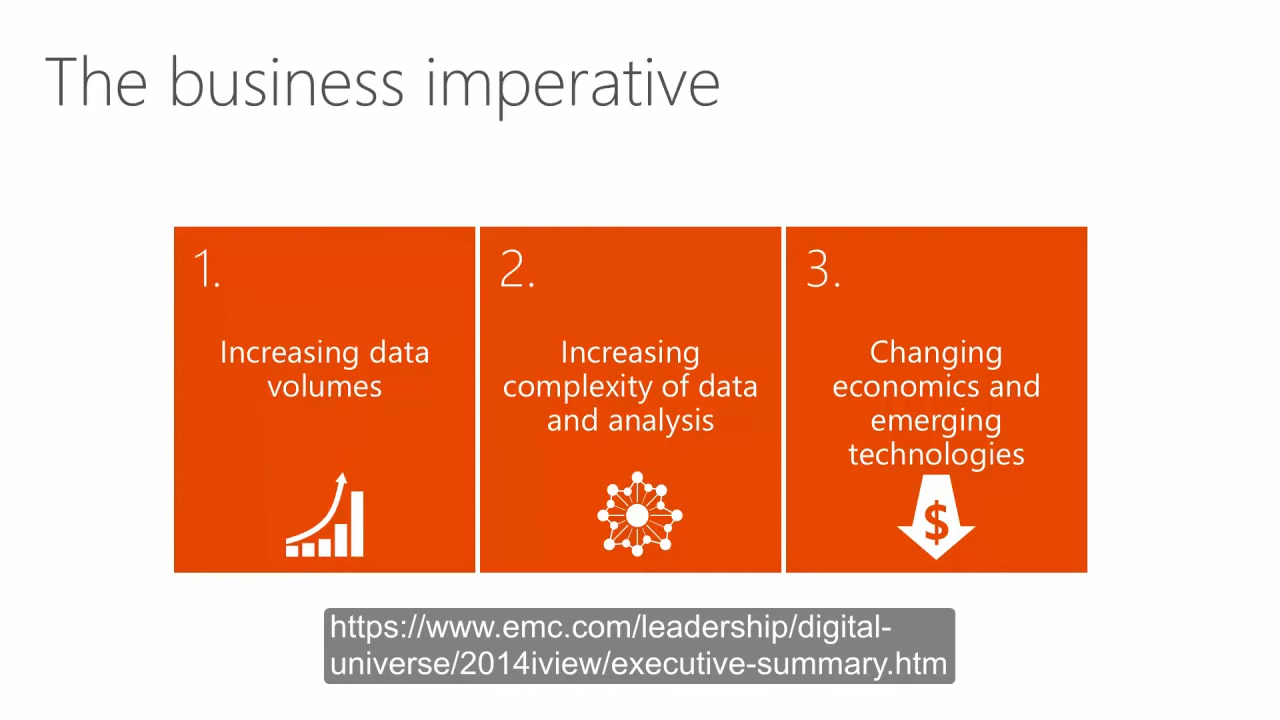 The business imperative
1.
Increasing data
volumes
2.
Increasing
complexity of data
and analysis
3.
Changing
economics and
emerging
technologies
$
https://www.emc.com/leadership/digital-
universe/2014iview/executive-summary.htm